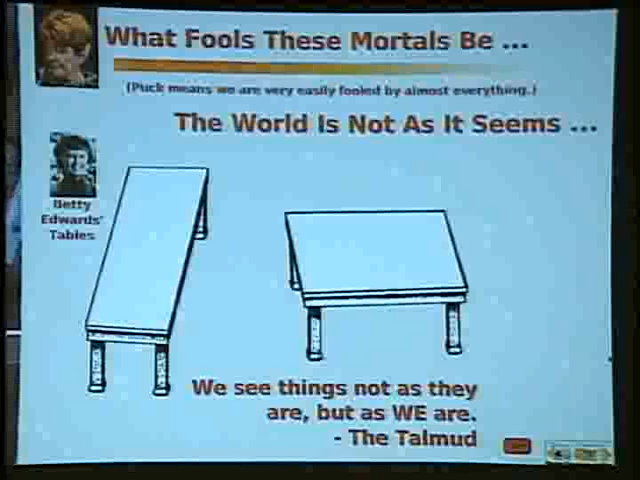 What Fools These Mortals Be ...
(Puck means we are very easily fooled by almost everything.)
The World Is Not As It Seems ...
Betty
Edwards'
Tables
We see things not as they
are, but as WE are.
- The Talmud